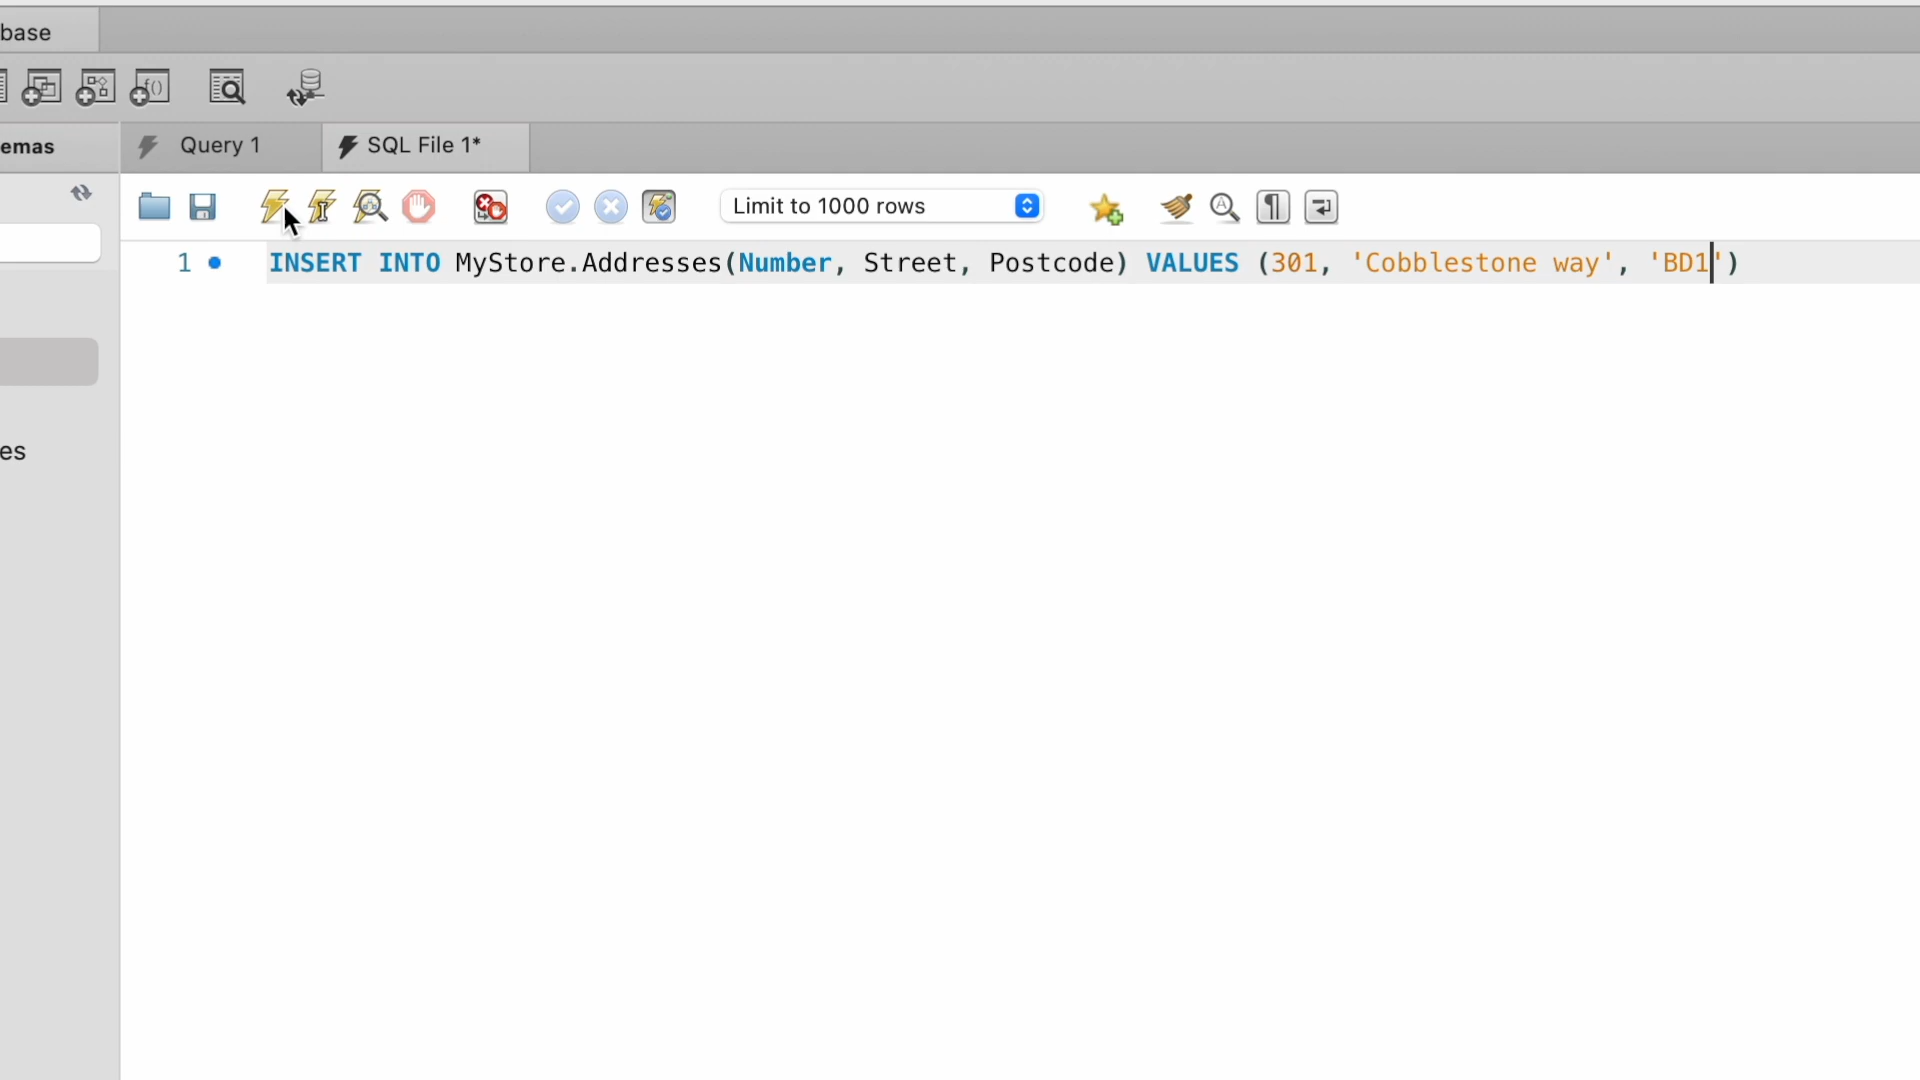 base
emas
Query 1
SQL File 1*
Limit to 1000 rows
1 INSERT INTO MyStore.Addresses(Number, Street, Postcode) VALUES (301, 'Cobblestone way', 'BD1')
es